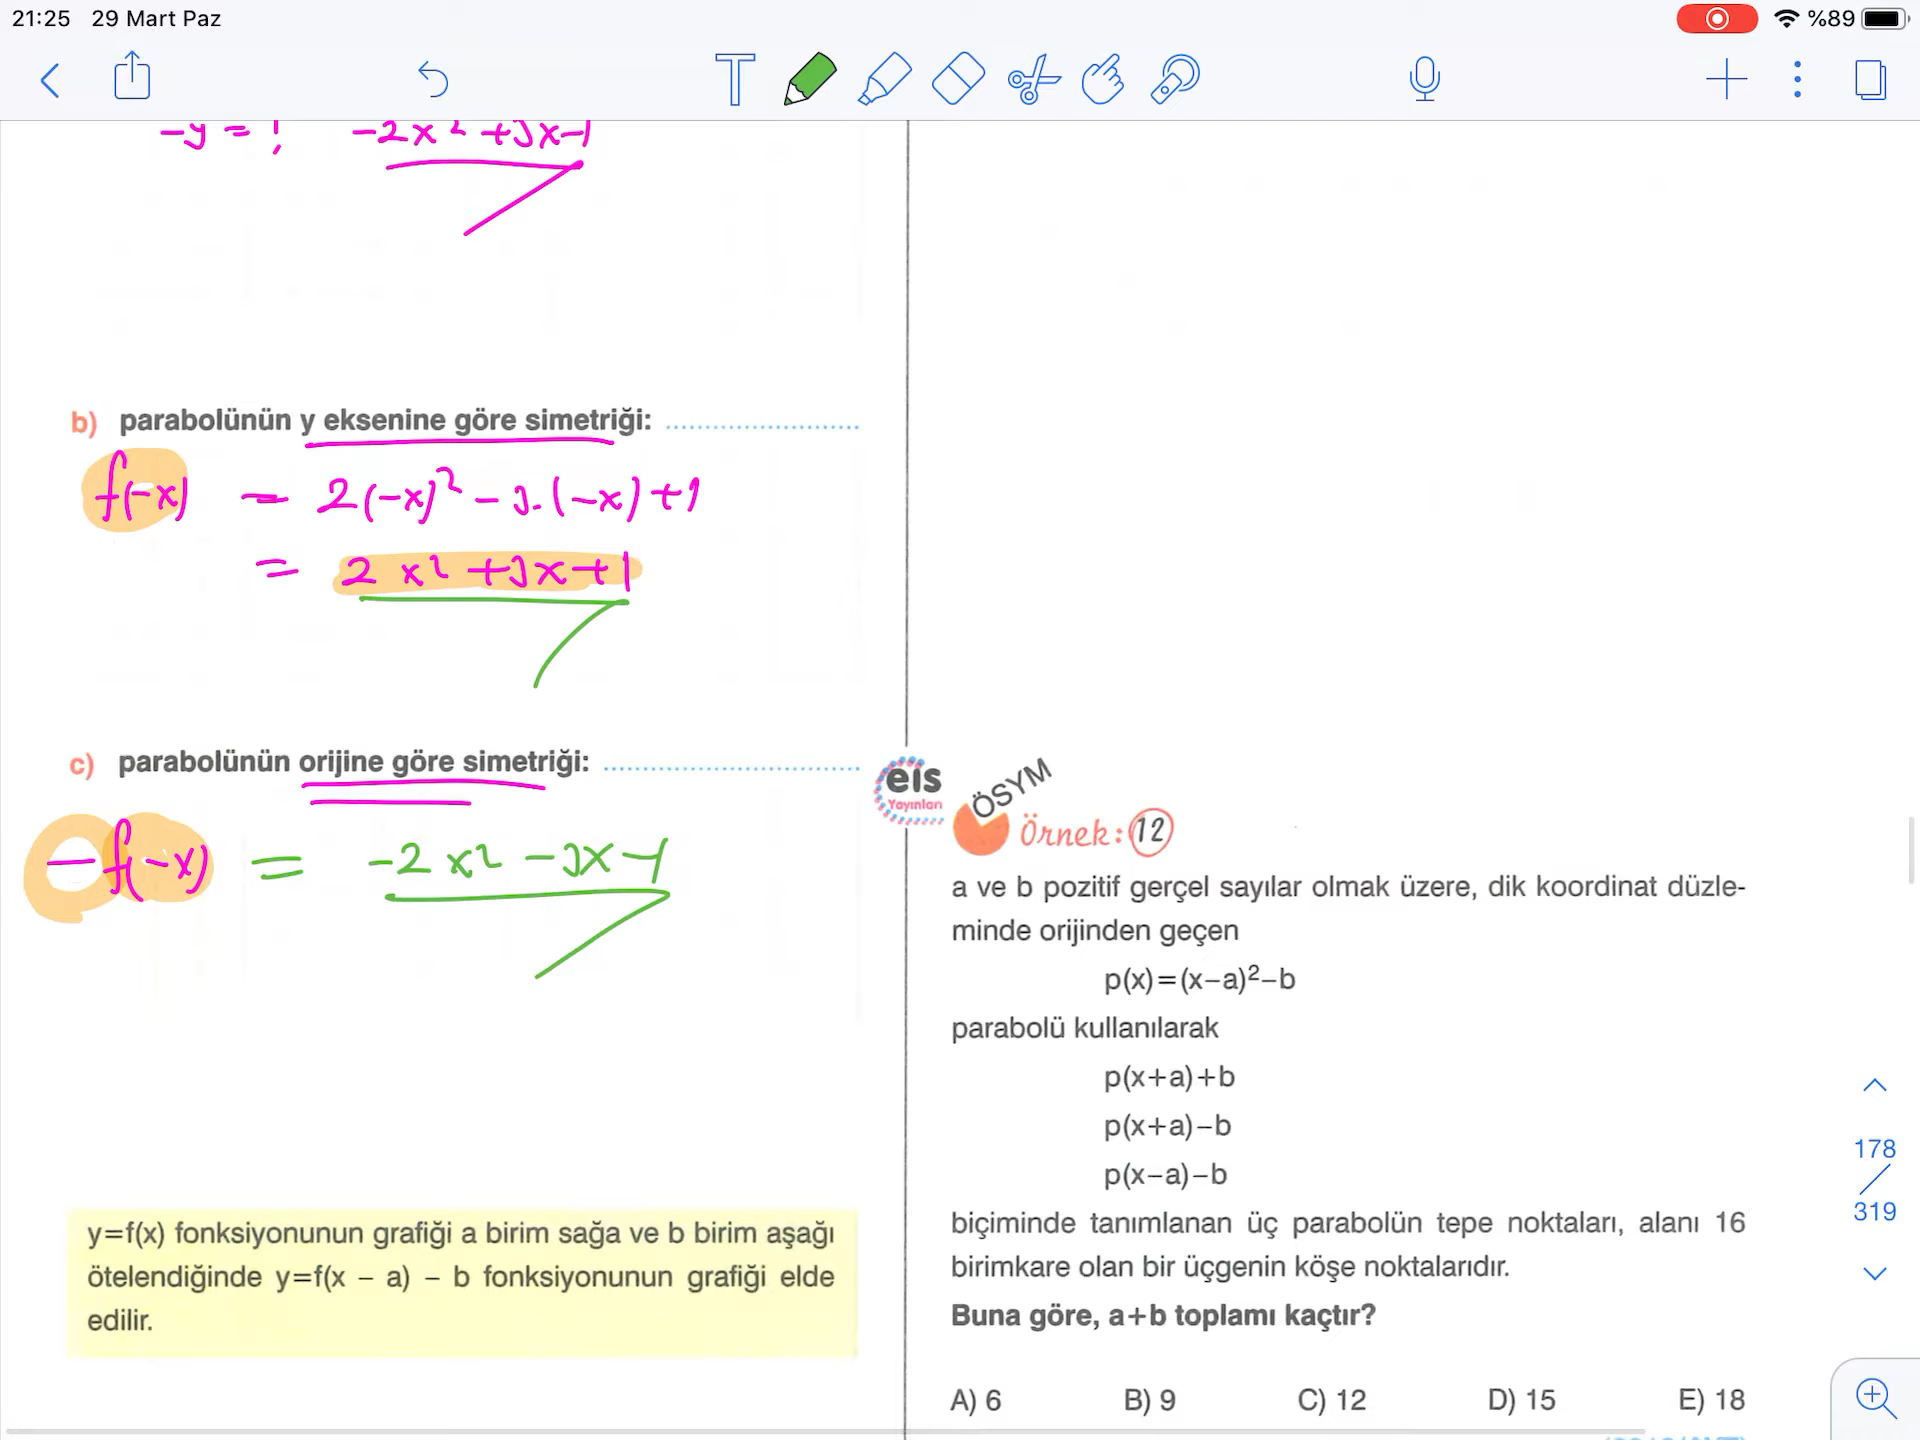 21:25 29 Mart Paz
%89
-y = ! -2x² +3x-1
b) parabolünün y eksenine göre simetriği: ........................
f(-x) = 2(-x)² - 3.(-x) +1
= 2x² +3x+1
c) parabolünün orijine göre simetriği: ................................
-f(-x) = -2x² -3x-1
y=f(x) fonksiyonunun grafiği a birim sağa ve b birim aşağı
ötelendiğinde y=f(x – a) – b fonksiyonunun grafiği elde
edilir.
eis
Yayınları
ÖSYM
Örnek: 12
a ve b pozitif gerçel sayılar olmak üzere, dik koordinat düzle-
minde orijinden geçen
p(x)=(x–a)²–b
parabolü kullanılarak
p(x+a)+b
p(x+a)–b
p(x–a)–b
biçiminde tanımlanan üç parabolün tepe noktaları, alanı 16
birimkare olan bir üçgenin köşe noktalarıdır.
Buna göre, a+b toplamı kaçtır?
A) 6 B) 9 C) 12 D) 15 E) 18
178
319